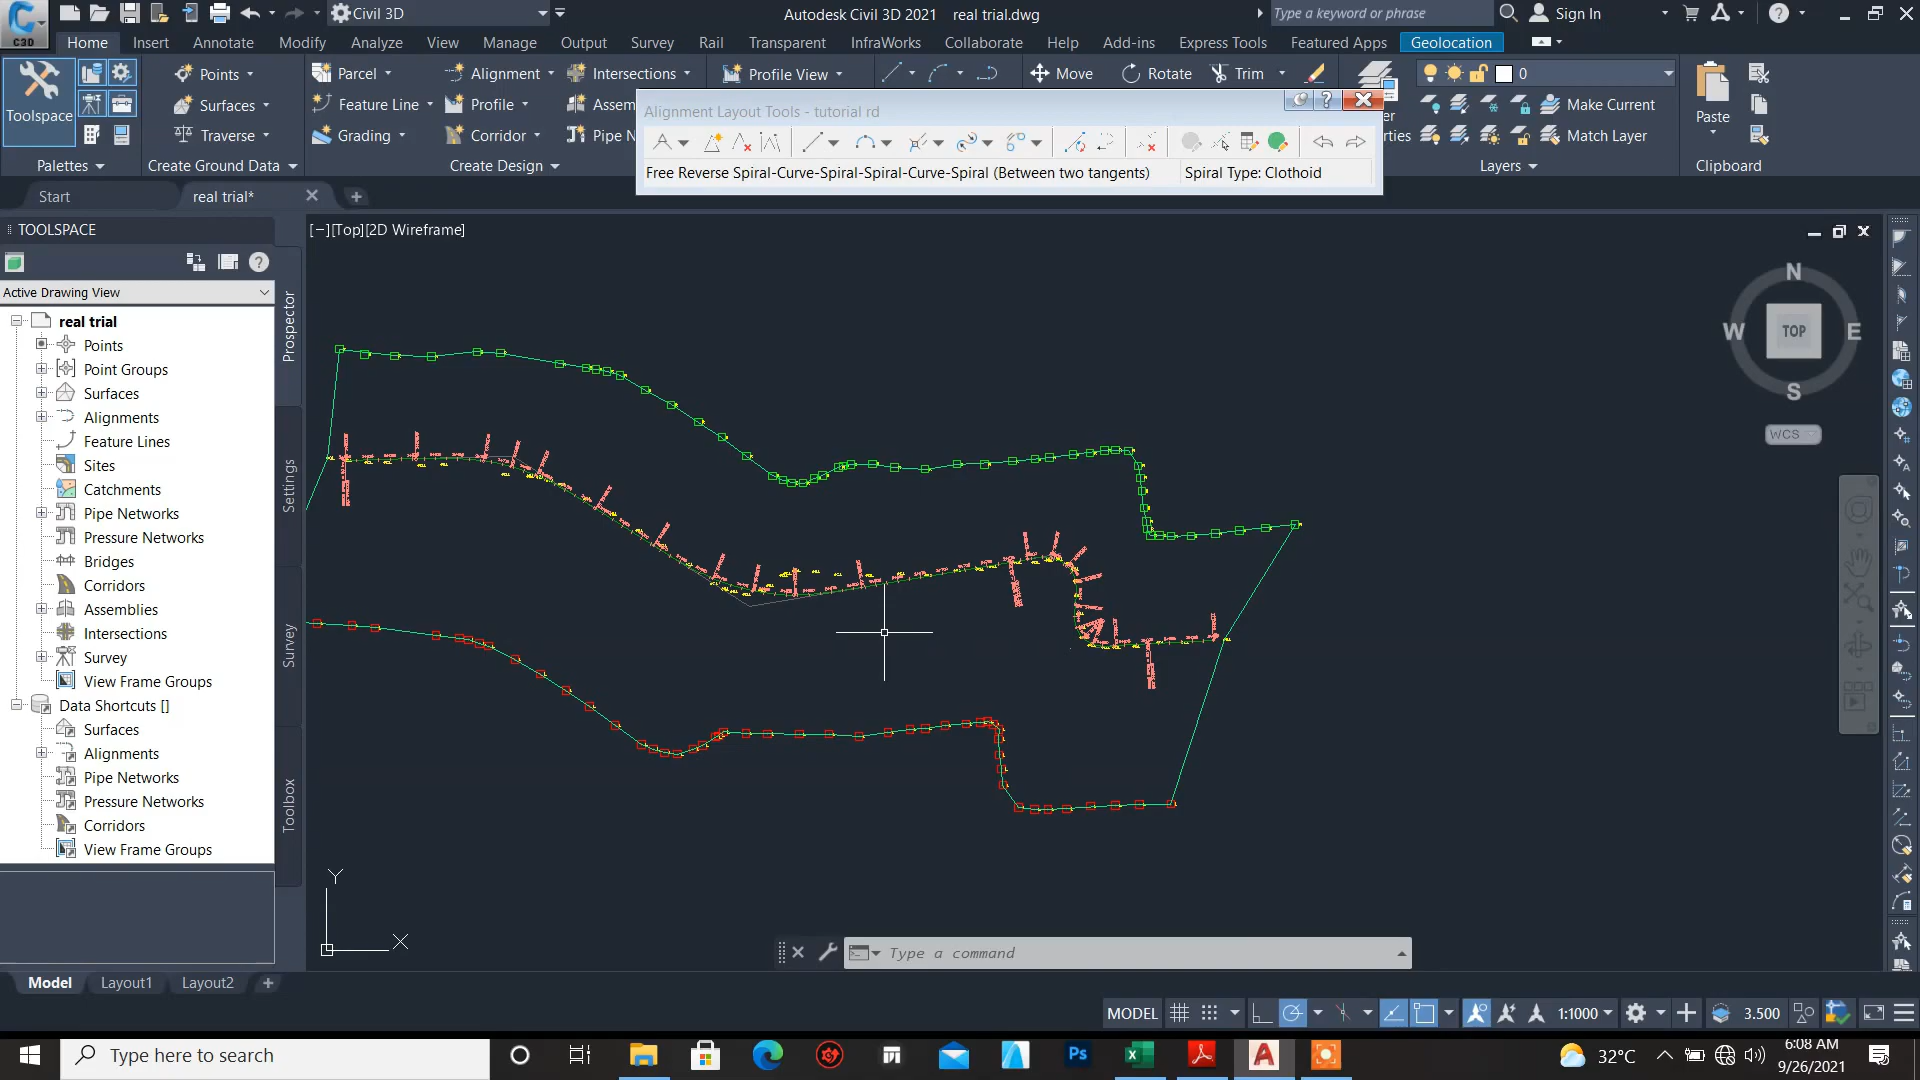 Civil 3D
Autodesk Civil 3D 2021 real trial.dwg
Type a keyword or phrase
Sign In
C3D
Home Insert Annotate Modify Analyze View Manage Output Survey Rail Transparent InfraWorks Collaborate Help Add-ins Express Tools Featured Apps Geolocation
Toolspace
Points
Surfaces
Traverse
Parcel
Feature Line
Grading
Alignment
Profile
Corridor
Intersections
Assem
Pipe N
Profile View
Move
Rotate
Trim
0
Make Current
Match Layer
Paste
Palettes
Create Ground Data
Create Design
Layers
Clipboard
Alignment Layout Tools - tutorial rd
Free Reverse Spiral-Curve-Spiral-Spiral-Curve-Spiral (Between two tangents)
Spiral Type: Clothoid
Start
real trial*
TOOLSPACE
[−][Top][2D Wireframe]
Active Drawing View
real trial
Points
Point Groups
Surfaces
Alignments
Feature Lines
Sites
Catchments
Pipe Networks
Pressure Networks
Bridges
Corridors
Assemblies
Intersections
Survey
View Frame Groups
Data Shortcuts []
Surfaces
Alignments
Pipe Networks
Pressure Networks
Corridors
View Frame Groups
Prospector
Settings
Survey
Toolbox
N
W
TOP
E
S
WCS
Y
X
Type a command
Model
Layout1
Layout2
MODEL
1:1000
3.500
Type here to search
Ps
32°C
6:08 AM
9/26/2021